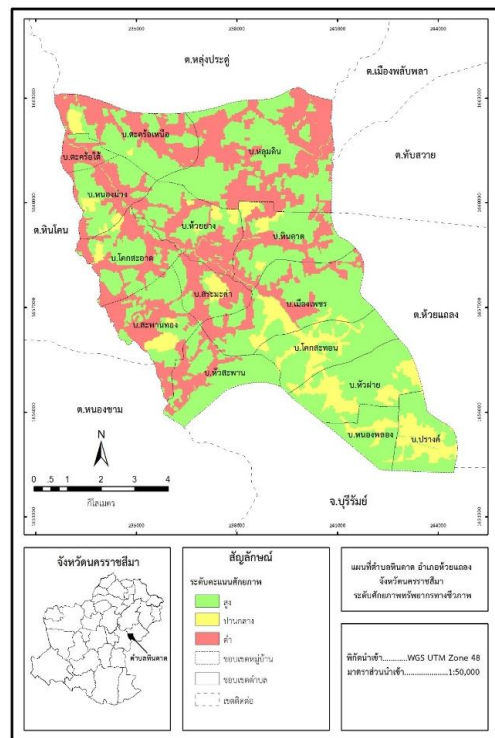 235000
238000
241000
244000
ต.หลุ่งประดู่
ต.เมืองพลับพลา
ต.ทับสวาย
ต.หินโคน
ต.ห้วยแถลง
ต.หนองขาม
จ.บุรีรัมย์
บ.ตะคร้อเหนือ
บ.หลุมดิน
บ.ตะคร้อใต้
บ.หนองม่วง
บ.ห้วยยาง
บ.หินดาด
บ.โคกสะอาด
บ.สระมะค่า
บ.เมืองเพชร
บ.สะพานทอง
บ.โคกสะทอน
บ.หัวสะพาน
บ.หัวฝาย
บ.หนองพลอง
บ.ปรางค์
N
0 .5 1 2 3 4
กิโลเมตร
235000
238000
241000
244000
จังหวัดนครราชสีมา
ตำบลหินดาด
สัญลักษณ์
ระดับคะแนนศักยภาพ
สูง
ปานกลาง
ต่ำ
ขอบเขตหมู่บ้าน
ขอบเขตตำบล
เขตติดต่อ
แผนที่ตำบลหินดาด อำเภอห้วยแถลง
จังหวัดนครราชสีมา
ระดับศักยภาพทรัพยากรทางชีวภาพ
พิกัดนำเข้า..........WGS UTM Zone 48
มาตราส่วนนำเข้า....................1:50,000